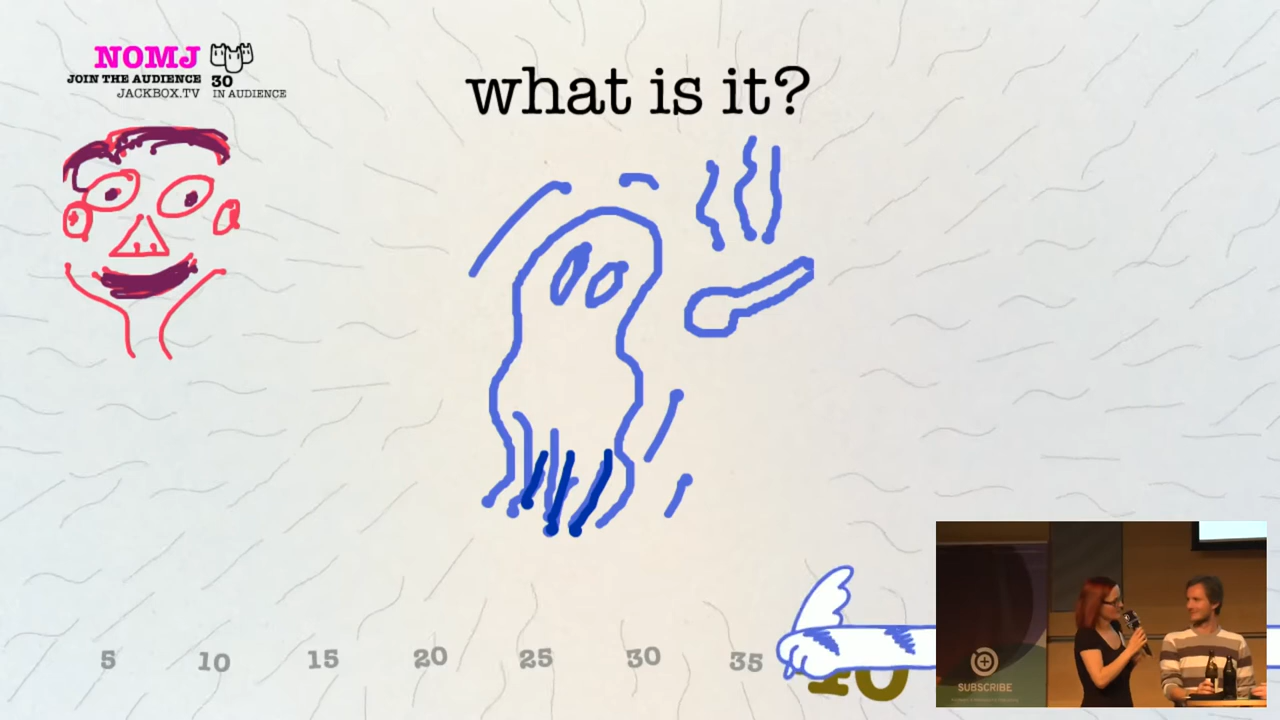 NOMJ
JOIN THE AUDIENCE
JACKBOX.TV
30
IN AUDIENCE
what is it?
5 10 15 20 25 30 35 40
SUBSCRIBE